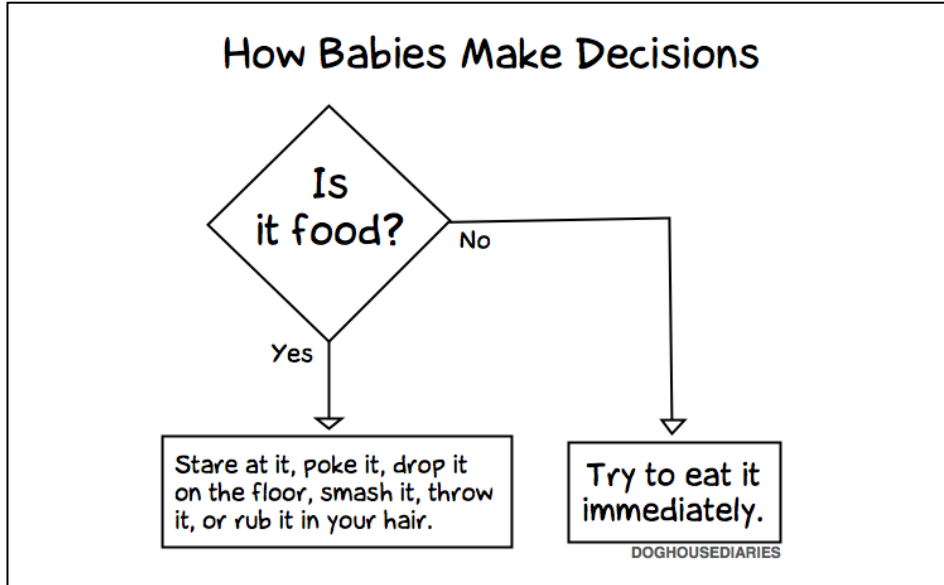 How Babies Make Decisions
Is
it food?
No
Yes
Stare at it, poke it, drop it
on the floor, smash it, throw
it, or rub it in your hair.
Try to eat it
immediately.
DOGHOUSEDIARIES